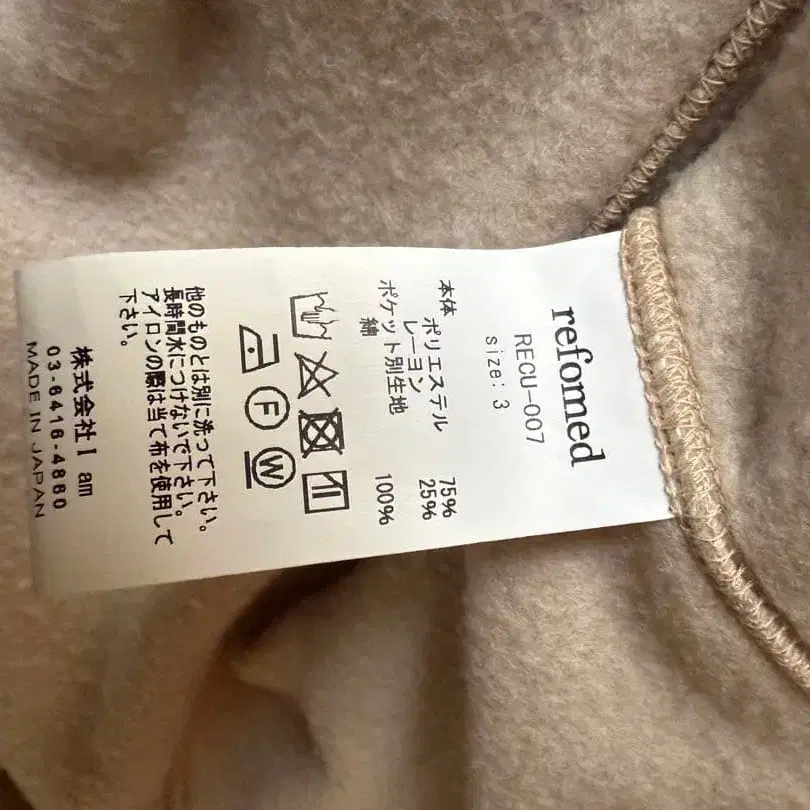 refomed
RECU-007
size: 3
本体 ポリエステル 75%
レーヨン 25%
ポケット別生地
綿 100%
F
W
他のものとは別に洗って下さい。
長時間水につけないで下さい。
アイロンの際は当て布を使用して
下さい。
株式会社I am
03-6416-4860
MADE IN JAPAN